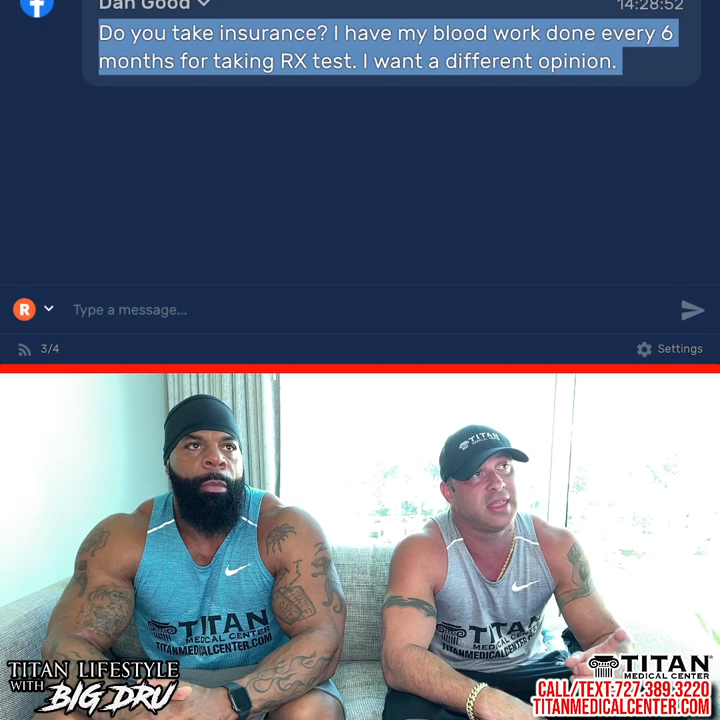 Dan Good
14:28:52
Do you take insurance? I have my blood work done every 6
months for taking RX test. I want a different opinion.
R
Type a message...
3/4
Settings
TITAN
TITAN
MEDICAL CENTER
TITANMEDICALCENTER.COM
TITAN
MEDICAL CENTER
TITANMEDICALCENTER.COM
TITAN LIFESTYLE
WITH BIG DRU
TITAN
MEDICAL CENTER
CALL/TEXT:727.389.3220
TITANMEDICALCENTER.COM